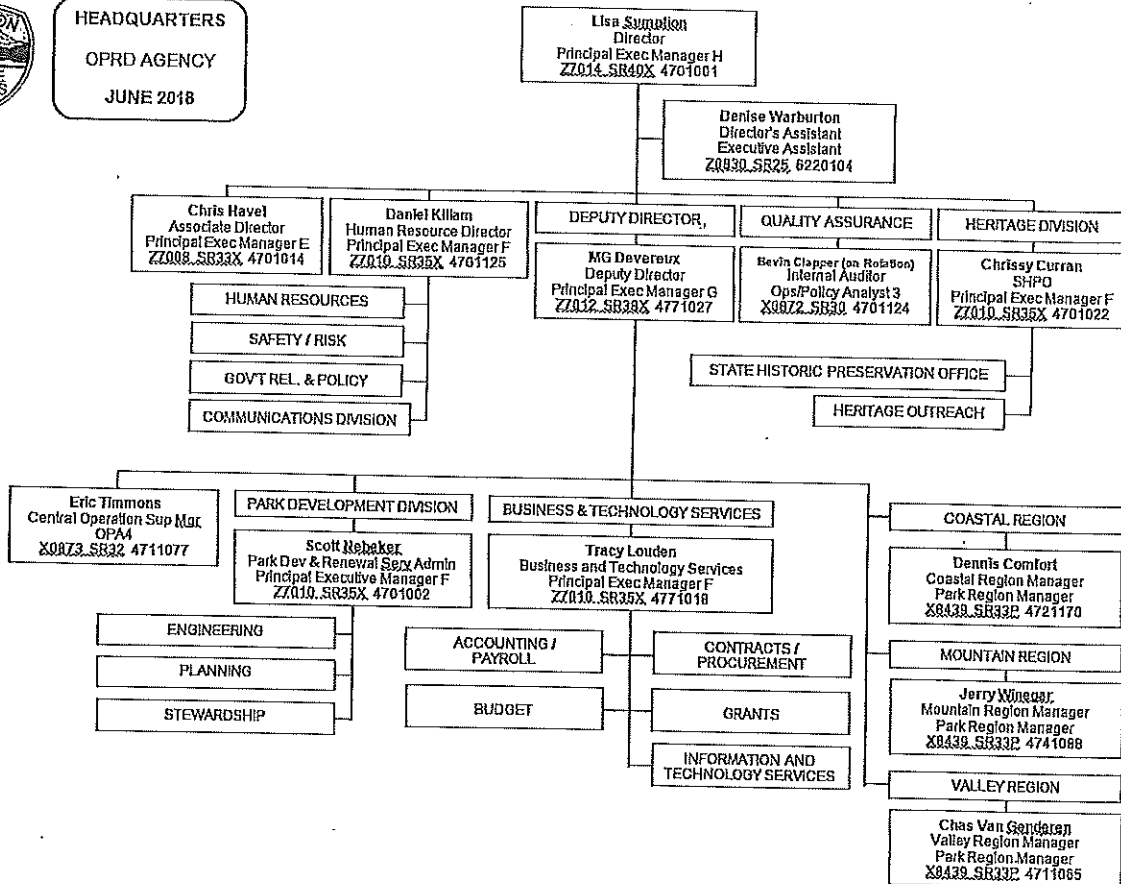 HEADQUARTERS
OPRD AGENCY
JUNE 2018
Lisa Sumption
Director
Principal Exec Manager H
Z7014 SR40X 4701001
Denise Warburton
Director's Assistant
Executive Assistant
Z0830 SR25 6220104
Chris Havel
Associate Director
Principal Exec Manager E
Z7008 SR33X 4701014
Daniel Killam
Human Resource Director
Principal Exec Manager F
Z7010 SR35X 4701125
HUMAN RESOURCES
SAFETY / RISK
GOV'T REL. & POLICY
COMMUNICATIONS DIVISION
DEPUTY DIRECTOR,
MG Devereux
Deputy Director
Principal Exec Manager G
Z7012 SR38X 4771027
QUALITY ASSURANCE
Bevin Clapper (on Rotation)
Internal Auditor
Ops/Policy Analyst 3
X0872 SR30 4701124
HERITAGE DIVISION
Chrissy Curran
SHPO
Principal Exec Manager F
Z7010 SR35X 4701022
STATE HISTORIC PRESERVATION OFFICE
HERITAGE OUTREACH
Eric Timmons
Central Operation Sup Mgr
OPA4
X0873 SR32 4711077
PARK DEVELOPMENT DIVISION
Scott Nebeker
Park Dev & Renewal Serv Admin
Principal Executive Manager F
Z7010 SR35X 4701002
ENGINEERING
PLANNING
STEWARDSHIP
BUSINESS & TECHNOLOGY SERVICES
Tracy Louden
Business and Technology Services
Principal Exec Manager F
Z7010 SR35X 4771018
ACCOUNTING /
PAYROLL
BUDGET
CONTRACTS /
PROCUREMENT
GRANTS
INFORMATION AND
TECHNOLOGY SERVICES
COASTAL REGION
Dennis Comfort
Coastal Region Manager
Park Region Manager
X8439 SR33P 4721170
MOUNTAIN REGION
Jerry Winegar
Mountain Region Manager
Park Region Manager
X8439 SR33P 4741088
VALLEY REGION
Chas Van Genderen
Valley Region Manager
Park Region Manager
X8439 SR33P 4711065